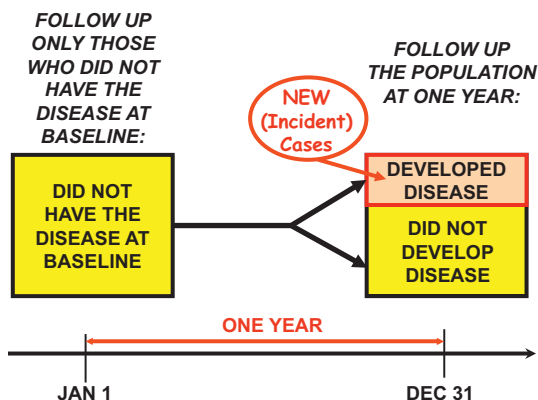 FOLLOW UP
ONLY THOSE
WHO DID NOT
HAVE THE
DISEASE AT
BASELINE:
FOLLOW UP
THE POPULATION
AT ONE YEAR:
NEW
(Incident)
Cases
DID NOT
HAVE THE
DISEASE AT
BASELINE
DEVELOPED
DISEASE
DID NOT
DEVELOP
DISEASE
ONE YEAR
JAN 1
DEC 31